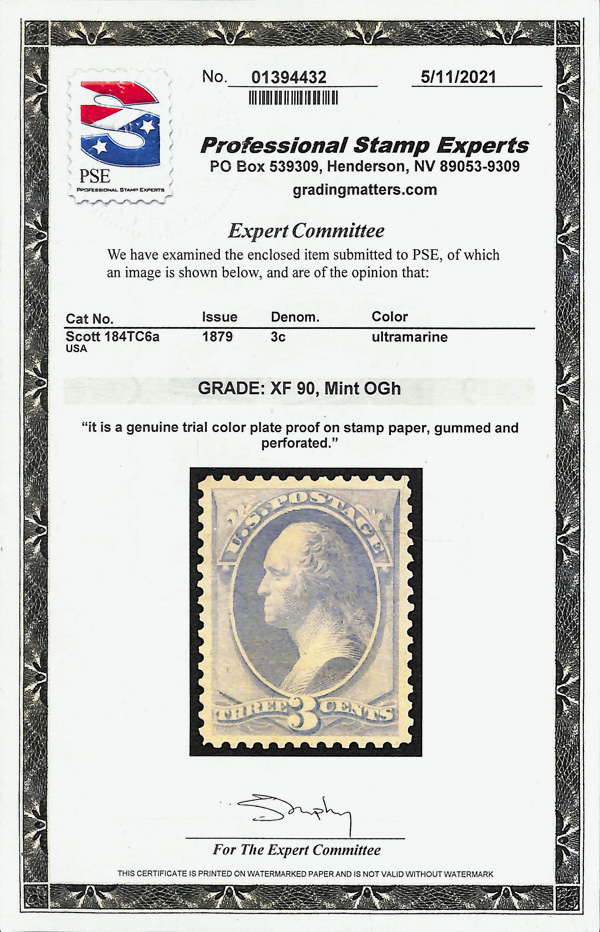 No. 01394432 5/11/2021
PSE
PROFESSIONAL STAMP EXPERTS
Professional Stamp Experts
PO Box 539309, Henderson, NV 89053-9309
gradingmatters.com
Expert Committee
We have examined the enclosed item submitted to PSE, of which
an image is shown below, and are of the opinion that:
Cat No. Issue Denom. Color
Scott 184TC6a 1879 3c ultramarine
USA
GRADE: XF 90, Mint OGh
“it is a genuine trial color plate proof on stamp paper, gummed and
perforated.”
U.S. POSTAGE
THREE 3 CENTS
For The Expert Committee
THIS CERTIFICATE IS PRINTED ON WATERMARKED PAPER AND IS NOT VALID WITHOUT WATERMARK